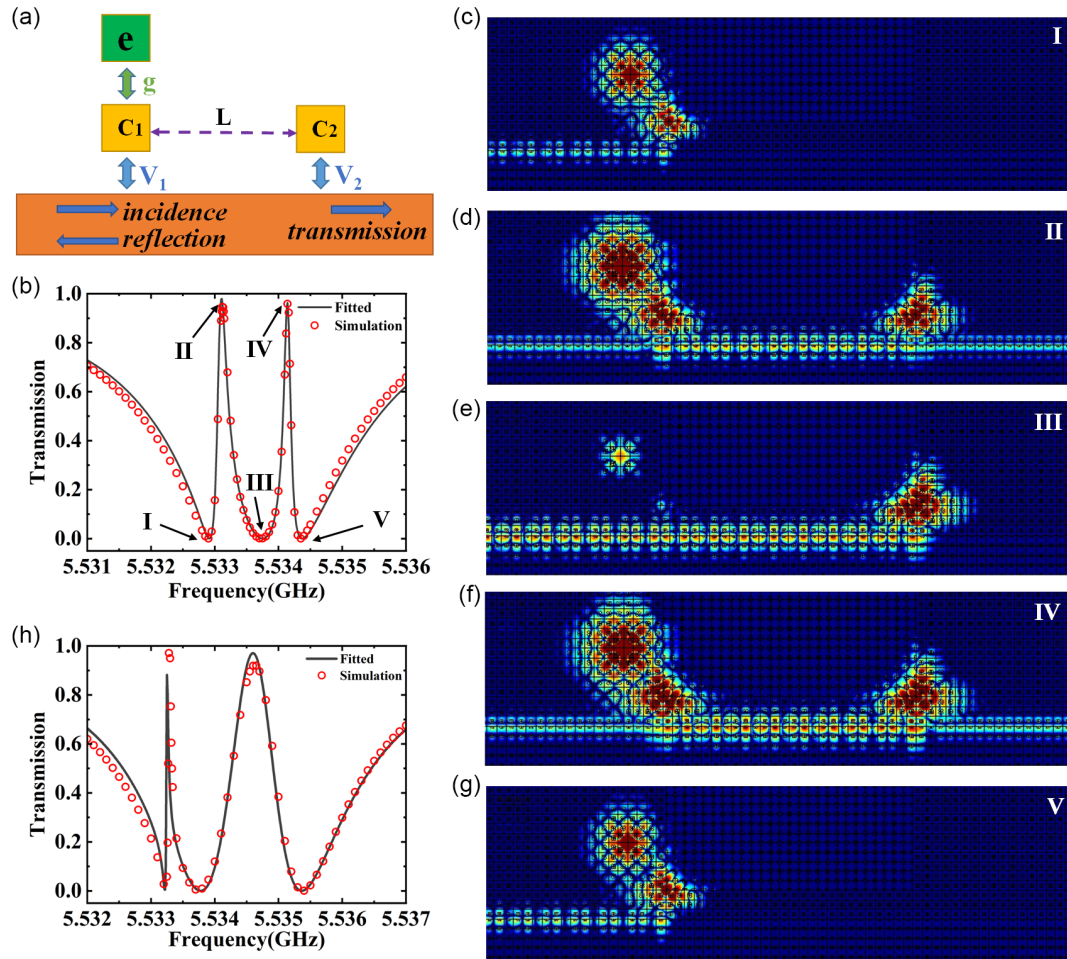 (a)
e
g
C1
L
C2
V1
V2
incidence
reflection
transmission
(b)
1.0
0.8
0.6
0.4
0.2
0.0
Transmission
Fitted
Simulation
I
II
III
IV
V
5.531 5.532 5.533 5.534 5.535 5.536
Frequency(GHz)
(h)
1.0
0.8
0.6
0.4
0.2
0.0
Transmission
Fitted
Simulation
5.532 5.533 5.534 5.535 5.536 5.537
Frequency(GHz)
(c)
I
(d)
II
(e)
III
(f)
IV
(g)
V